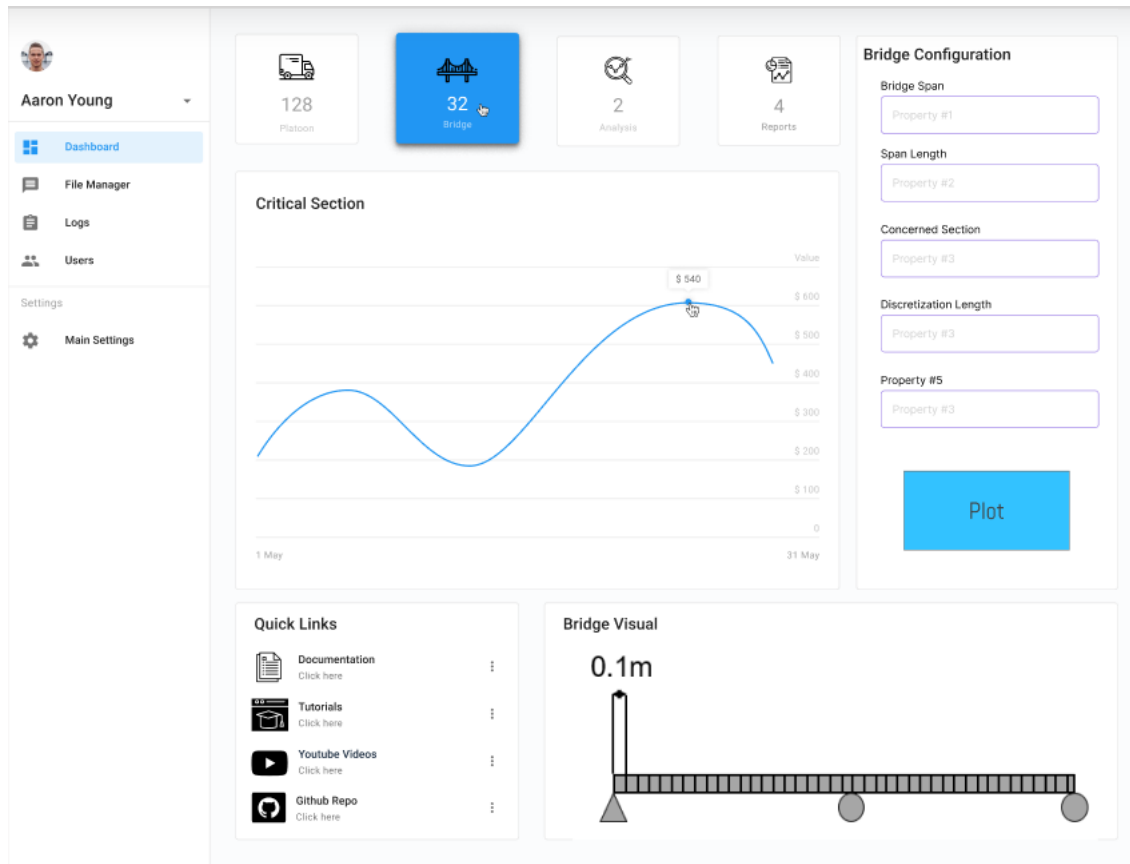 Aaron Young
Dashboard
File Manager
Logs
Users
Settings
Main Settings
128
Platoon
32
Bridge
2
Analysis
4
Reports
Critical Section
Value
$ 540
$ 600
$ 500
$ 400
$ 300
$ 200
$ 100
0
1 May
31 May
Bridge Configuration
Bridge Span
Property #1
Span Length
Property #2
Concerned Section
Property #3
Discretization Length
Property #3
Property #5
Property #3
Plot
Quick Links
Documentation
Click here
Tutorials
Click here
Youtube Videos
Click here
Github Repo
Click here
Bridge Visual
0.1m